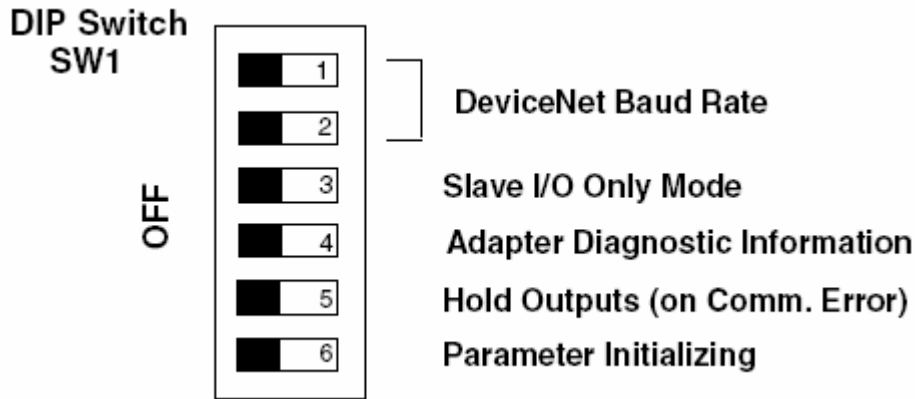 DIP Switch
SW1
OFF
1
2
DeviceNet Baud Rate
3
Slave I/O Only Mode
4
Adapter Diagnostic Information
5
Hold Outputs (on Comm. Error)
6
Parameter Initializing